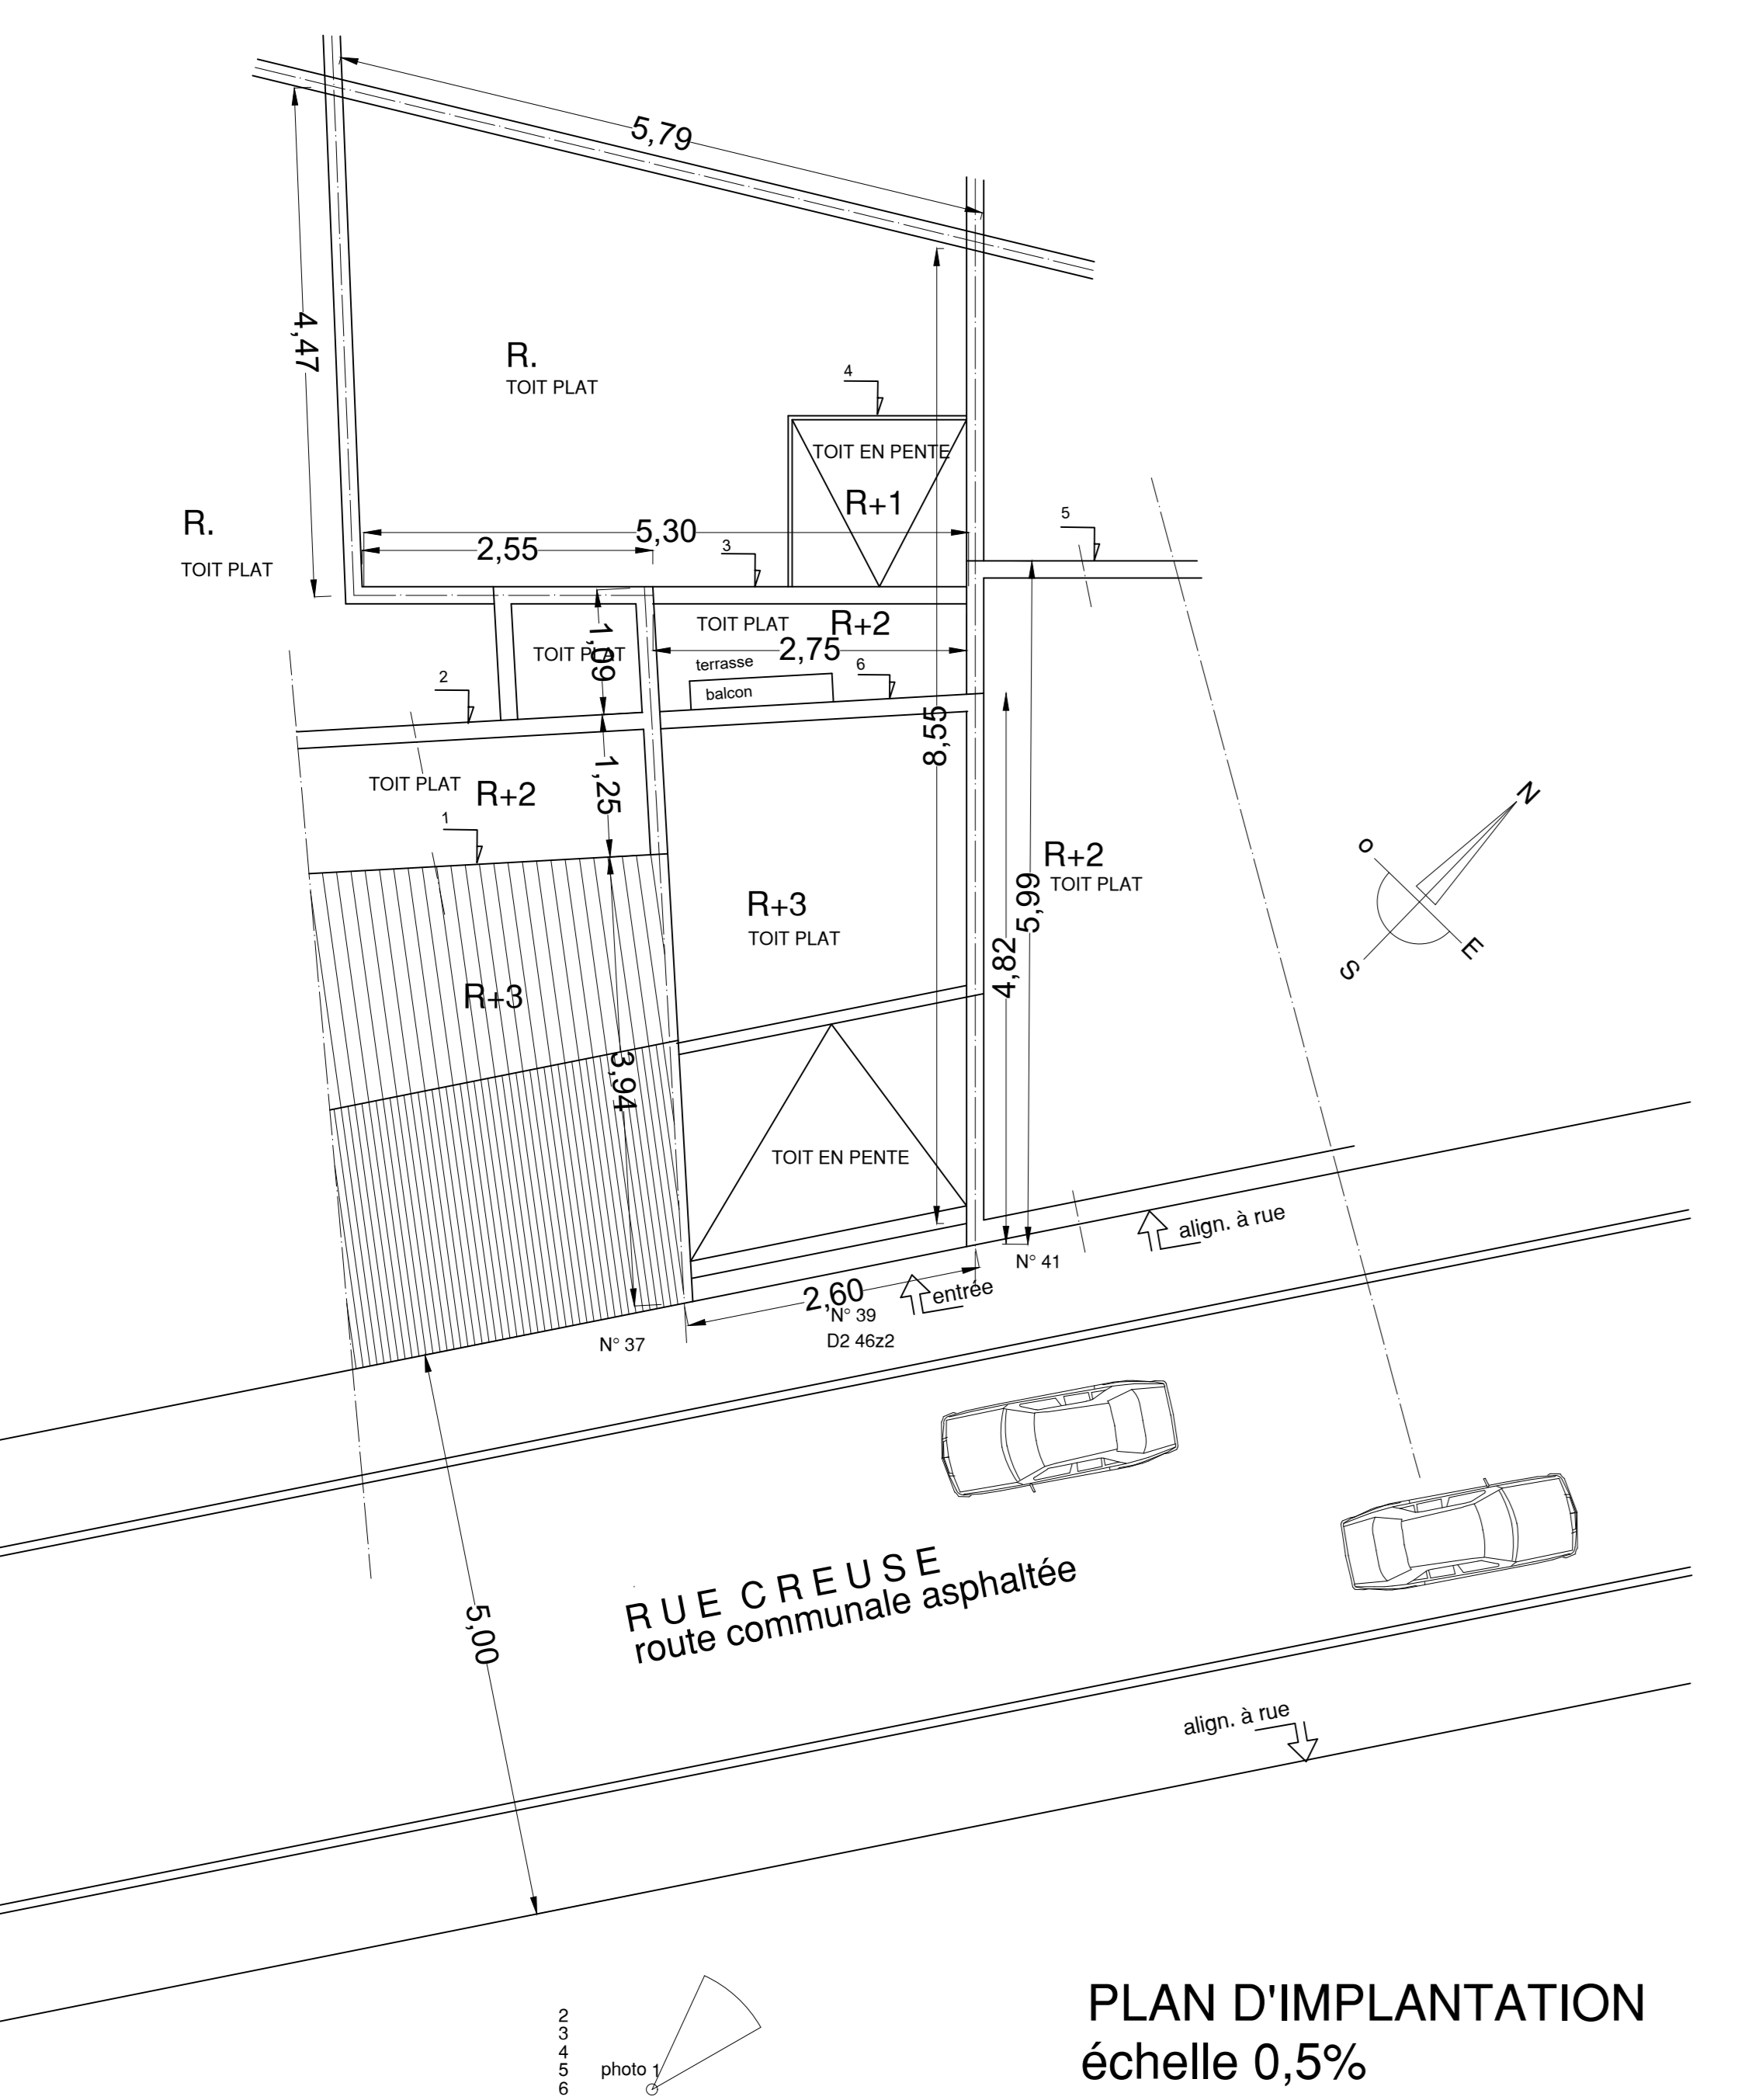 5,79
4,47
R.
TOIT PLAT
4
TOIT EN PENTE
R+1
R.
TOIT PLAT
5,30
2,55
3
5
TOIT PLAT
R+2
1,09
TOIT PLAT
2,75
terrasse
6
balcon
2
8,55
TOIT PLAT
R+2
1,25
1
R+2
TOIT PLAT
5,99
4,82
R+3
TOIT PLAT
N
O
E
S
R+3
3,94
TOIT EN PENTE
align. à rue
N° 41
2,60
entrée
N° 39
D2 46z2
N° 37
RUE CREUSE
route communale asphaltée
5,00
align. à rue
PLAN D'IMPLANTATION
échelle 0,5%
2
3
4
5
6
photo 1